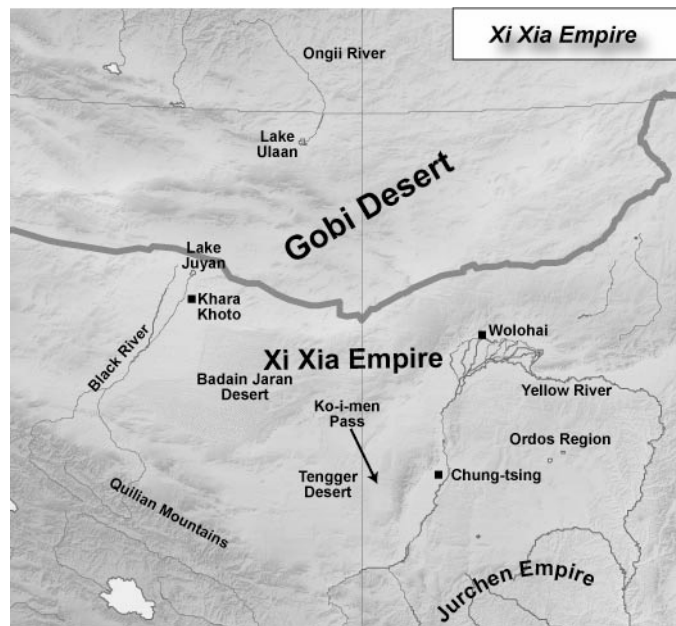 Xi Xia Empire
Ongii River
Lake
Ulaan
Gobi Desert
Lake
Juyan
Khara
Khoto
Wolohai
Black River
Xi Xia Empire
Badain Jaran
Desert
Yellow River
Ko-i-men
Pass
Ordos Region
Tengger
Desert
Chung-tsing
Quilian Mountains
Jurchen Empire